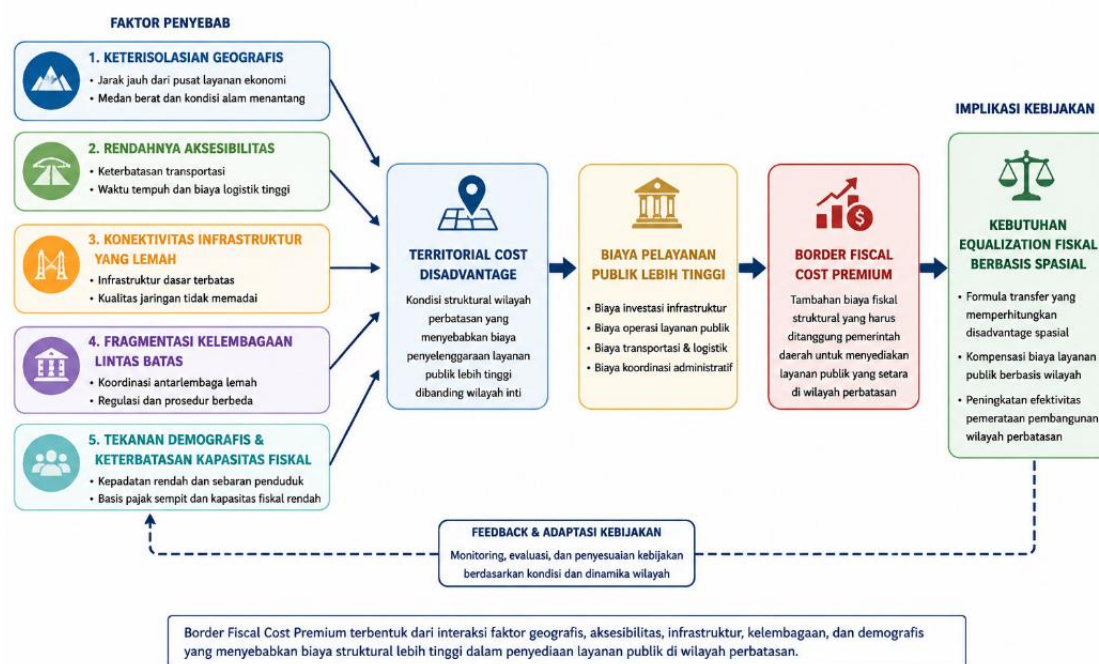 FAKTOR PENYEBAB
1. KETERISOLASIAN GEOGRAFIS
• Jarak jauh dari pusat layanan ekonomi
• Medan berat dan kondisi alam menantang
2. RENDAHNYA AKSESIBILITAS
• Keterbatasan transportasi
• Waktu tempuh dan biaya logistik tinggi
3. KONEKTIVITAS INFRASTRUKTUR
YANG LEMAH
• Infrastruktur dasar terbatas
• Kualitas jaringan tidak memadai
4. FRAGMENTASI KELEMBAGAAN
LINTAS BATAS
• Koordinasi antarlembaga lemah
• Regulasi dan prosedur berbeda
5. TEKANAN DEMOGRAFIS &
KETERBATASAN KAPASITAS FISKAL
• Kepadatan rendah dan sebaran penduduk
• Basis pajak sempit dan kapasitas fiskal rendah
TERRITORIAL COST
DISADVANTAGE
Kondisi struktural wilayah
perbatasan yang
menyebabkan biaya
penyelenggaraan layanan
publik lebih tinggi
dibanding wilayah inti
BIAYA PELAYANAN
PUBLIK LEBIH TINGGI
• Biaya investasi infrastruktur
• Biaya operasi layanan publik
• Biaya transportasi & logistik
• Biaya koordinasi administratif
$
BORDER FISCAL
COST PREMIUM
Tambahan biaya fiskal
struktural yang harus
ditanggung pemerintah
daerah untuk menyediakan
layanan publik yang setara
di wilayah perbatasan
IMPLIKASI KEBIJAKAN
KEBUTUHAN
EQUALIZATION FISKAL
BERBASIS SPASIAL
• Formula transfer yang
memperhitungkan
disadvantage spasial
• Kompensasi biaya layanan
publik berbasis wilayah
• Peningkatan efektivitas
pemerataan pembangunan
wilayah perbatasan
FEEDBACK & ADAPTASI KEBIJAKAN
Monitoring, evaluasi, dan penyesuaian kebijakan
berdasarkan kondisi dan dinamika wilayah
Border Fiscal Cost Premium terbentuk dari interaksi faktor geografis, aksesibilitas, infrastruktur, kelembagaan, dan demografis
yang menyebabkan biaya struktural lebih tinggi dalam penyediaan layanan publik di wilayah perbatasan.